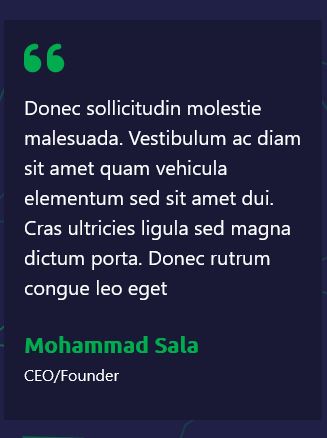 Donec sollicitudin molestie
malesuada. Vestibulum ac diam
sit amet quam vehicula
elementum sed sit amet dui.
Cras ultricies ligula sed magna
dictum porta. Donec rutrum
congue leo eget
Mohammad Sala
CEO/Founder